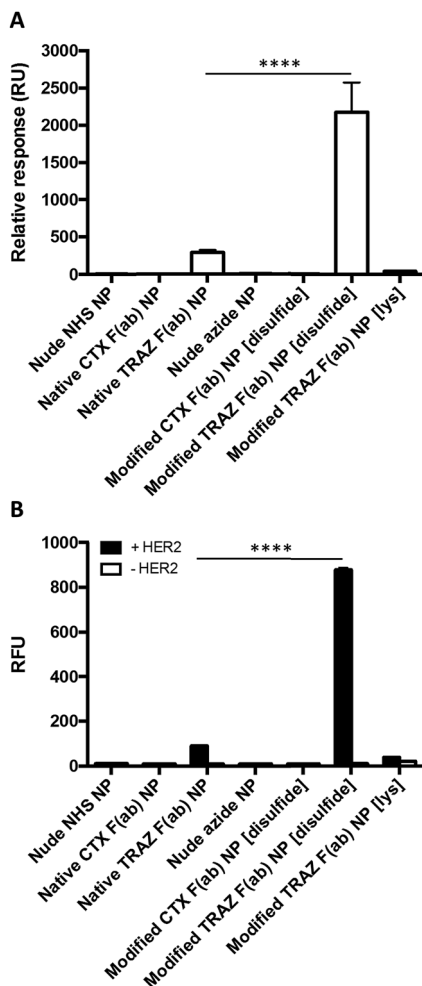 A
****
Relative response (RU)
3000
2500
2000
1500
1000
500
0
Nude NHS NP
Native CTX F(ab) NP
Native TRAZ F(ab) NP
Nude azide NP
Modified CTX F(ab) NP [disulfide]
Modified TRAZ F(ab) NP [disulfide]
Modified TRAZ F(ab) NP [lys]
B
+ HER2
- HER2
****
RFU
1000
800
600
400
200
0
Nude NHS NP
Native CTX F(ab) NP
Native TRAZ F(ab) NP
Nude azide NP
Modified CTX F(ab) NP [disulfide]
Modified TRAZ F(ab) NP [disulfide]
Modified TRAZ F(ab) NP [lys]